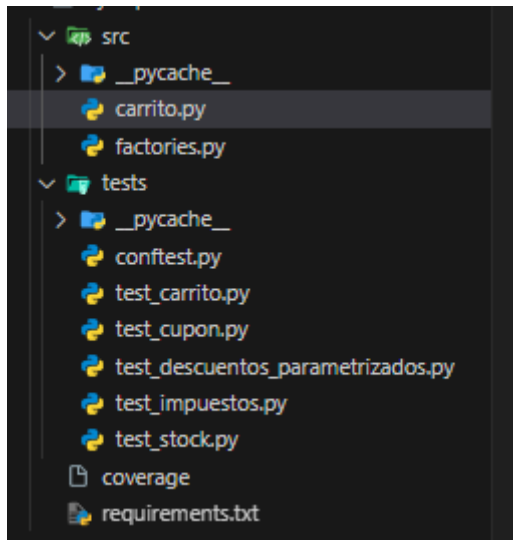 src
__pycache__
carrito.py
factories.py
tests
__pycache__
conftest.py
test_carrito.py
test_cupon.py
test_descuentos_parametrizados.py
test_impuestos.py
test_stock.py
coverage
requirements.txt